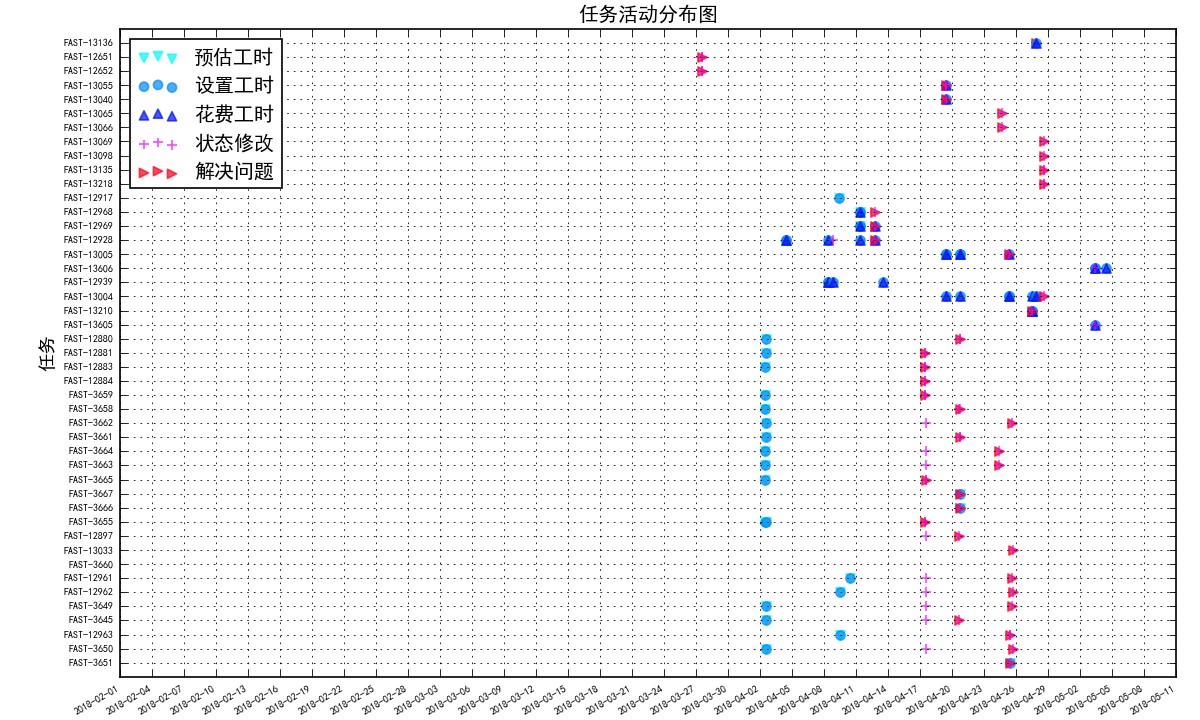 任务活动分布图
预估工时
设置工时
花费工时
状态修改
解决问题
任务
FAST-13136
FAST-12651
FAST-12652
FAST-13055
FAST-13040
FAST-13065
FAST-13066
FAST-13069
FAST-13098
FAST-13135
FAST-13218
FAST-12917
FAST-12968
FAST-12969
FAST-12928
FAST-13005
FAST-13606
FAST-12939
FAST-13004
FAST-13210
FAST-13605
FAST-12880
FAST-12881
FAST-12883
FAST-12884
FAST-3659
FAST-3658
FAST-3662
FAST-3661
FAST-3664
FAST-3663
FAST-3665
FAST-3667
FAST-3666
FAST-3655
FAST-12897
FAST-13033
FAST-3660
FAST-12961
FAST-12962
FAST-3649
FAST-3645
FAST-12963
FAST-3650
FAST-3651
2018-02-01
2018-02-04
2018-02-07
2018-02-10
2018-02-13
2018-02-16
2018-02-19
2018-02-22
2018-02-25
2018-02-28
2018-03-03
2018-03-06
2018-03-09
2018-03-12
2018-03-15
2018-03-18
2018-03-21
2018-03-24
2018-03-27
2018-03-30
2018-04-02
2018-04-05
2018-04-08
2018-04-11
2018-04-14
2018-04-17
2018-04-20
2018-04-23
2018-04-26
2018-04-29
2018-05-02
2018-05-05
2018-05-08
2018-05-11